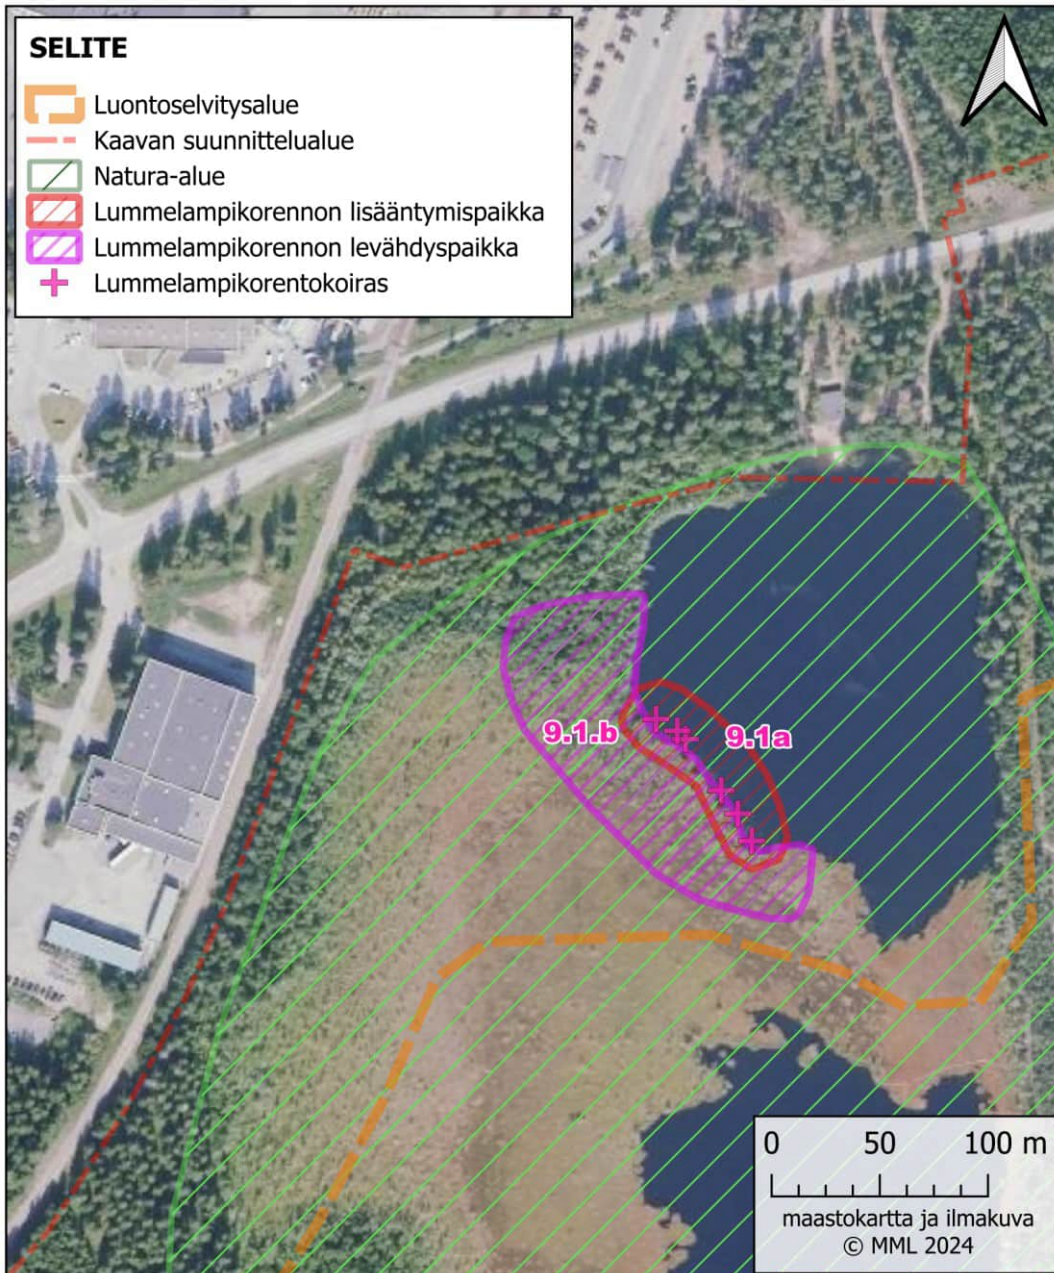 SELITE
Luontoselvitysalue
Kaavan suunnittelualue
Natura-alue
Lummelampikorennon lisääntymispaikka
Lummelampikorennon levähdyspaikka
Lummelampikorentokoiras
9.1.b
9.1a
0 50 100 m
maastokartta ja ilmakuva
© MML 2024